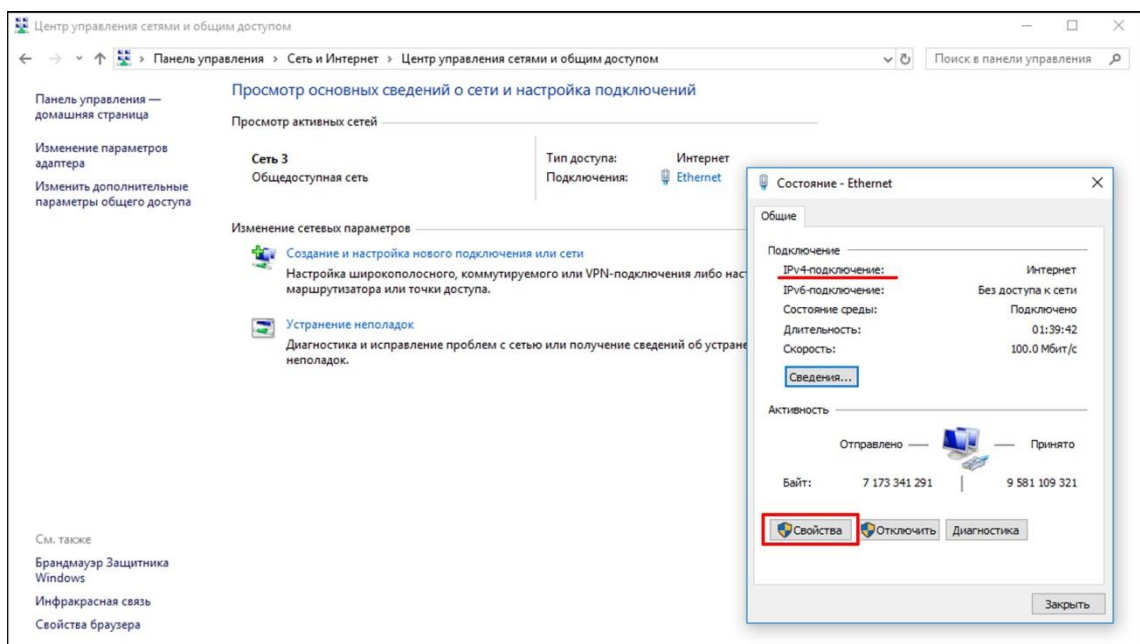 Центр управления сетями и общим доступом
Панель управления > Сеть и Интернет > Центр управления сетями и общим доступом
Поиск в панели управления
Панель управления —
домашняя страница
Изменение параметров
адаптера
Изменить дополнительные
параметры общего доступа
Просмотр основных сведений о сети и настройка подключений
Просмотр активных сетей
Сеть 3
Общедоступная сеть
Тип доступа: Интернет
Подключения: Ethernet
Изменение сетевых параметров
Создание и настройка нового подключения или сети
Настройка широкополосного, коммутируемого или VPN-подключения либо нас
маршрутизатора или точки доступа.
Устранение неполадок
Диагностика и исправление проблем с сетью или получение сведений об устране
неполадок.
См. также
Брандмауэр Защитника
Windows
Инфракрасная связь
Свойства браузера
Состояние - Ethernet
Общие
Подключение
IPv4-подключение: Интернет
IPv6-подключение: Без доступа к сети
Состояние среды: Подключено
Длительность: 01:39:42
Скорость: 100.0 Мбит/с
Сведения...
Активность
Отправлено — — Принято
Байт: 7 173 341 291 | 9 581 109 321
Свойства Отключить Диагностика
Закрыть